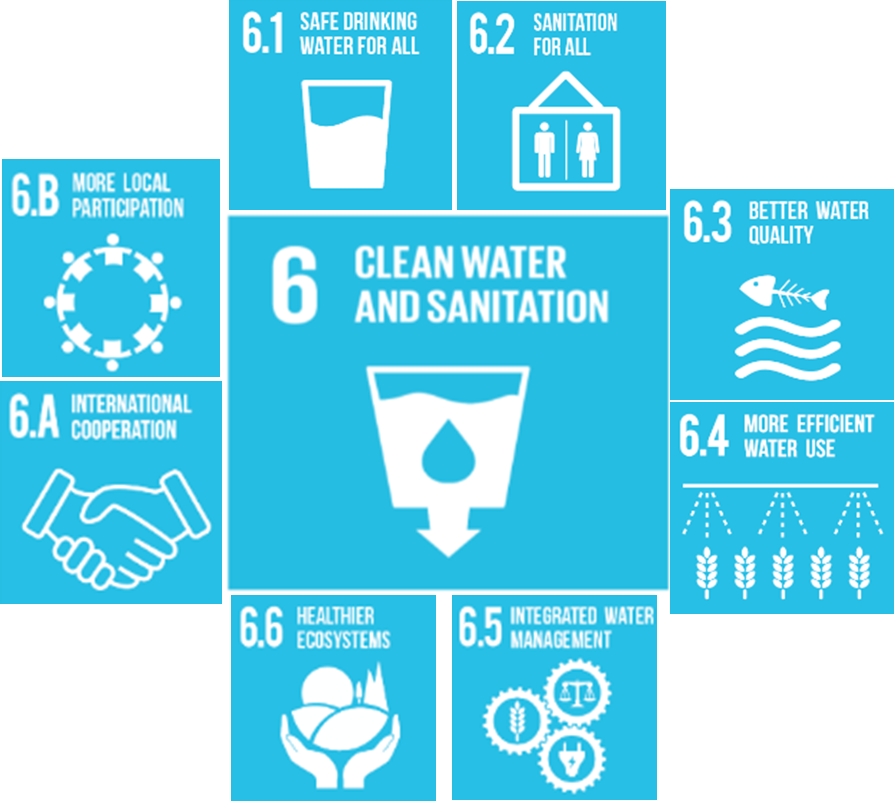 6.1 SAFE DRINKING
WATER FOR ALL
6.2 SANITATION
FOR ALL
6.B MORE LOCAL
PARTICIPATION
6.3 BETTER WATER
QUALITY
6 CLEAN WATER
AND SANITATION
6.A INTERNATIONAL
COOPERATION
6.4 MORE EFFICIENT
WATER USE
6.6 HEALTHIER
ECOSYSTEMS
6.5 INTEGRATED WATER
MANAGEMENT